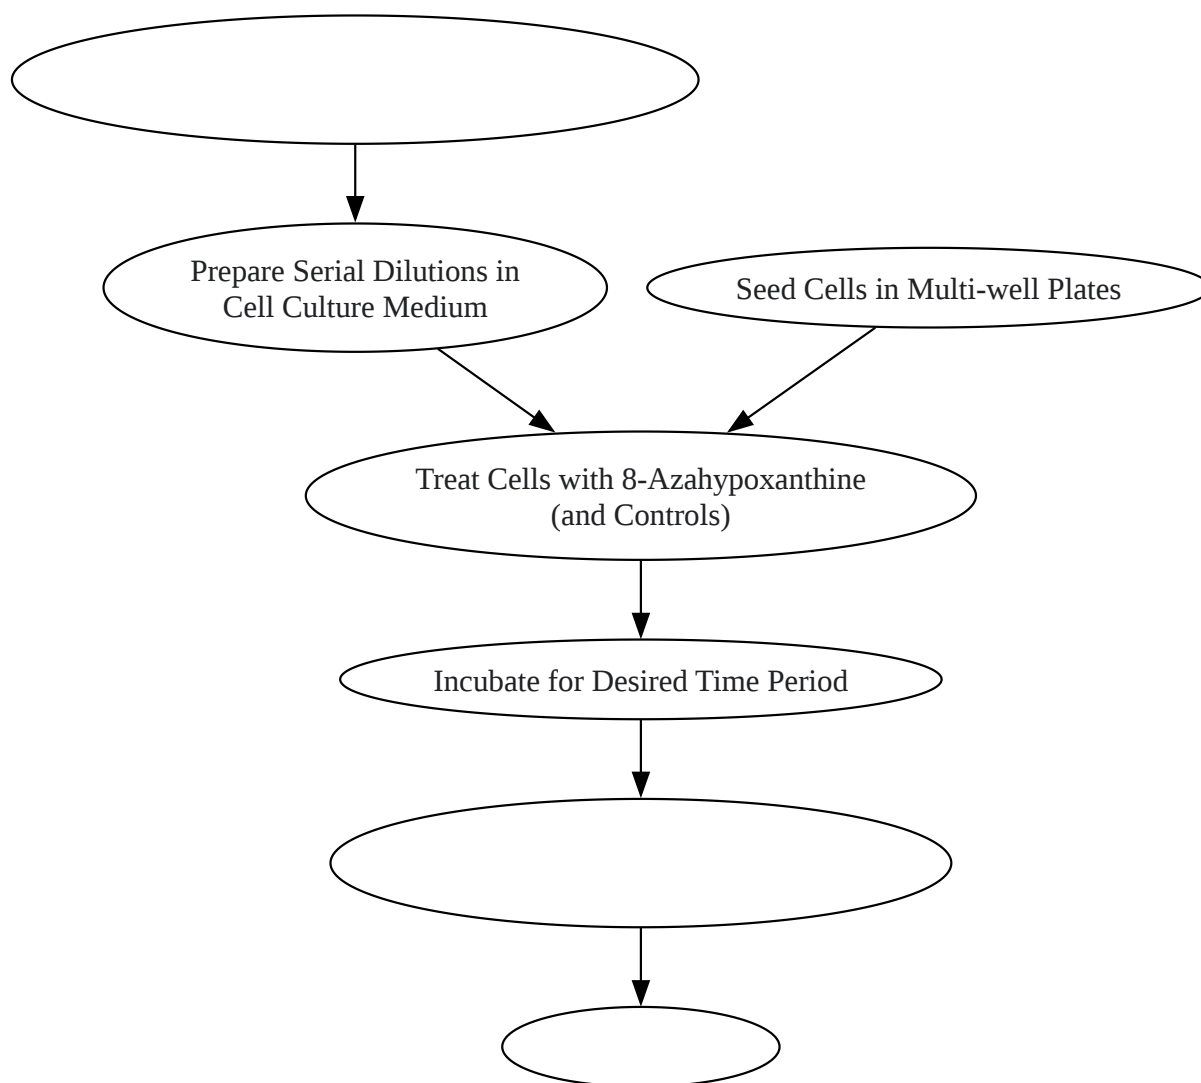 Prepare Serial Dilutions in
Cell Culture Medium
Seed Cells in Multi-well Plates
Treat Cells with 8-Azahypoxanthine
(and Controls)
Incubate for Desired Time Period